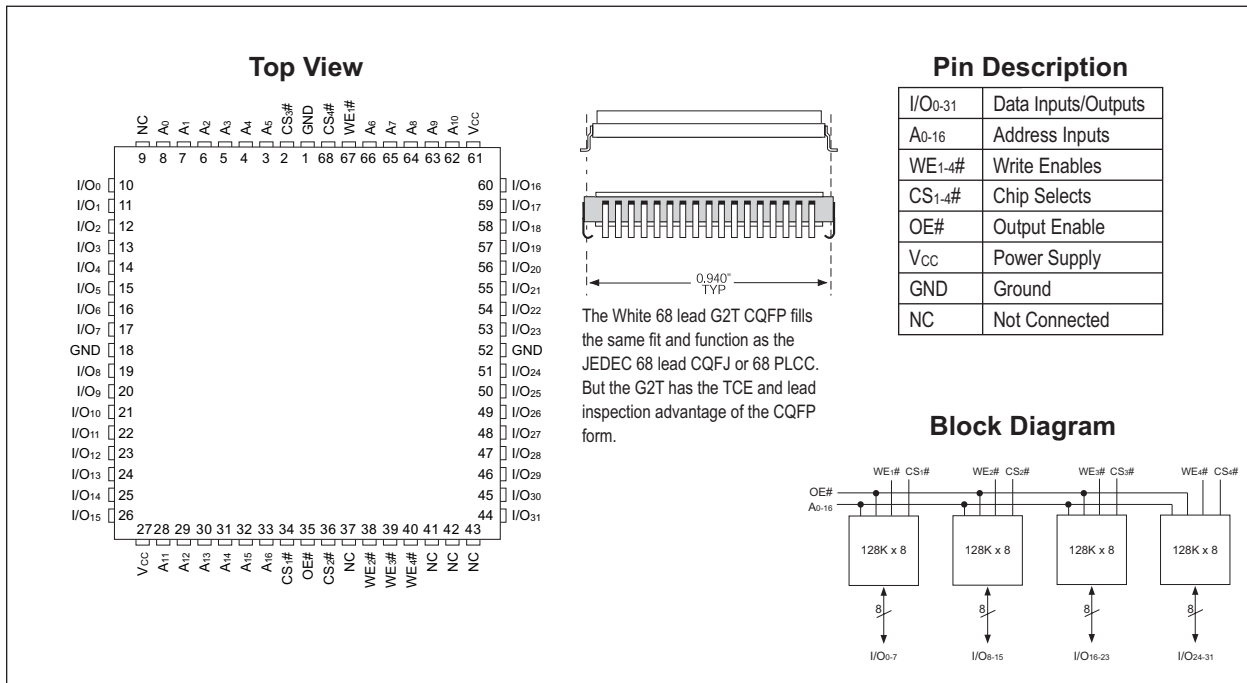 Top View
NC A0 A1 A2 A3 A4 A5 CS3# GND CS4# WE1# A6 A7 A8 A9 A10 VCC
9 8 7 6 5 4 3 2 1 68 67 66 65 64 63 62 61
I/O0 10 60 I/O16
I/O1 11 59 I/O17
I/O2 12 58 I/O18
I/O3 13 57 I/O19
I/O4 14 56 I/O20
I/O5 15 55 I/O21
I/O6 16 54 I/O22
I/O7 17 53 I/O23
GND 18 52 GND
I/O8 19 51 I/O24
I/O9 20 50 I/O25
I/O10 21 49 I/O26
I/O11 22 48 I/O27
I/O12 23 47 I/O28
I/O13 24 46 I/O29
I/O14 25 45 I/O30
I/O15 26 44 I/O31
27 28 29 30 31 32 33 34 35 36 37 38 39 40 41 42 43
VCC A11 A12 A13 A14 A15 A16 CS1# OE# CS2# NC WE2# WE3# WE4# NC NC NC
0.940"
TYP
The White 68 lead G2T CQFP fills
the same fit and function as the
JEDEC 68 lead CQFJ or 68 PLCC.
But the G2T has the TCE and lead
inspection advantage of the CQFP
form.
Pin Description
I/O0-31 Data Inputs/Outputs
A0-16 Address Inputs
WE1-4# Write Enables
CS1-4# Chip Selects
OE# Output Enable
VCC Power Supply
GND Ground
NC Not Connected
Block Diagram
WE1# CS1# WE2# CS2# WE3# CS3# WE4# CS4#
OE#
A0-16
128K x 8 128K x 8 128K x 8 128K x 8
8 8 8 8
I/O0-7 I/O8-15 I/O16-23 I/O24-31